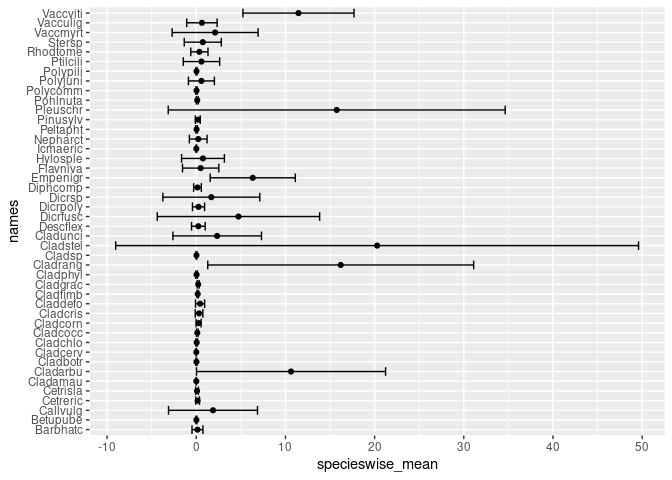 Vaccviti
Vacculig
Vaccmyrt
Stersp
Rhodtome
Ptilcili
Polypili
Polyjuni
Polycomm
Pohlnuta
Pleuschr
Pinusylv
Peltapht
Nepharct
Icmaeric
Hylosple
Flavniva
Empenigr
Diphcomp
Dicrsp
Dicrpoly
Dicrfusc
Descflex
Cladunci
Cladstel
Cladsp
Cladrang
Cladphyl
Cladgrac
Cladfimb
Claddefo
Cladcris
Cladcorn
Cladcocc
Cladchlo
Cladcerv
Cladbotr
Cladarbu
Cladamau
Cetrisla
Cetreric
Callvulg
Betupube
Barbhatc
names
-10 0 10 20 30 40 50
specieswise_mean